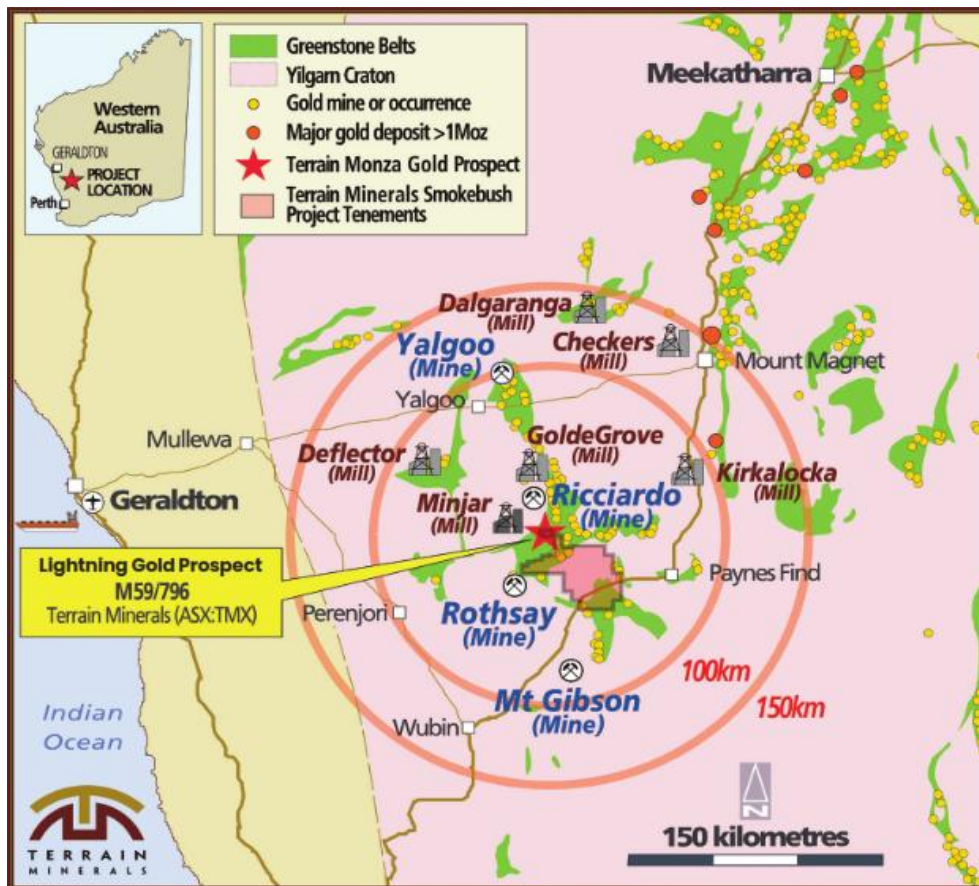 Western
Australia
GERALDTON
PROJECT
LOCATION
Perth
Greenstone Belts
Yilgarn Craton
Gold mine or occurrence
Major gold deposit >1Moz
Terrain Monza Gold Prospect
Terrain Minerals Smokebush
Project Tenements
Meekatharra
Dalgaranga
(Mill)
Checkers
(Mill)
Yalgoo
(Mine)
Mount Magnet
Yalgoo
Mullewa
Deflector
(Mill)
GoldeGrove
(Mill)
Kirkalocka
(Mill)
Geraldton
Minjar
(Mill)
Ricciardo
(Mine)
Lightning Gold Prospect
M59/796
Terrain Minerals (ASX:TMX)
Paynes Find
Perenjori
Rothsay
(Mine)
100km
150km
Mt Gibson
(Mine)
Indian
Ocean
Wubin
N
150 kilometres
TERRAIN
MINERALS